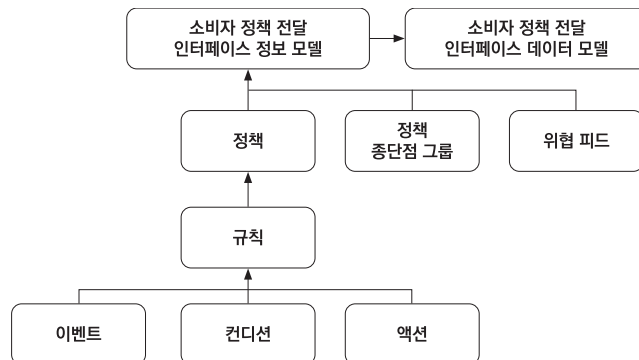 소비자 정책 전달
인터페이스 정보 모델
소비자 정책 전달
인터페이스 데이터 모델
정책
정책
종단점 그룹
위협 피드
규칙
이벤트
컨디션
액션